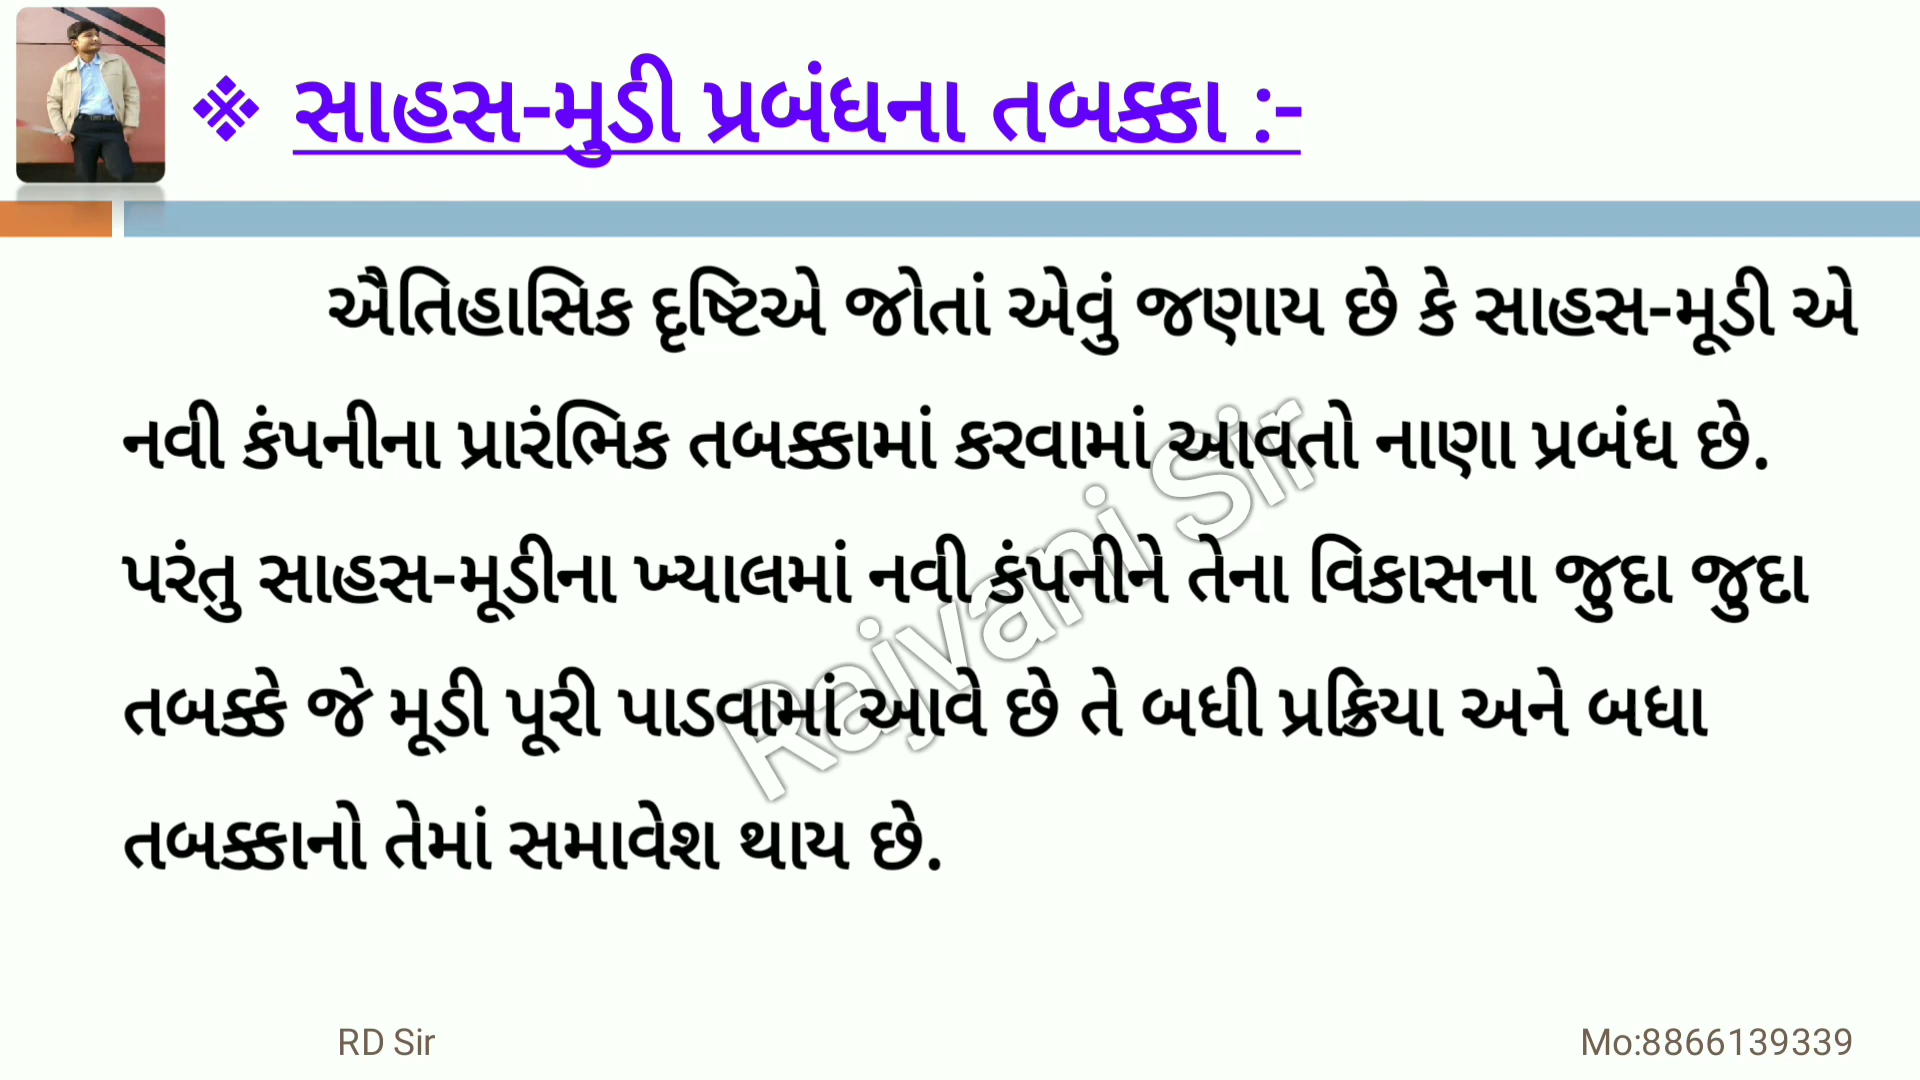 ❖ સાહસ-મુડી પ્રબંધના તબક્કા :-
ઐતિહાસિક દૃષ્ટિએ જોતાં એવું જણાય છે કે સાહસ-મૂડી એ
નવી કંપનીના પ્રારંભિક તબક્કામાં કરવામાં આવતો નાણા પ્રબંધ છે.
પરંતુ સાહસ-મૂડીના ખ્યાલમાં નવી કંપનીને તેના વિકાસના જુદા જુદા
તબક્કે જે મૂડી પૂરી પાડવામાં આવે છે તે બધી પ્રક્રિયા અને બધા
તબક્કાનો તેમાં સમાવેશ થાય છે.
Rajvani Sir
RD Sir
Mo:8866139339